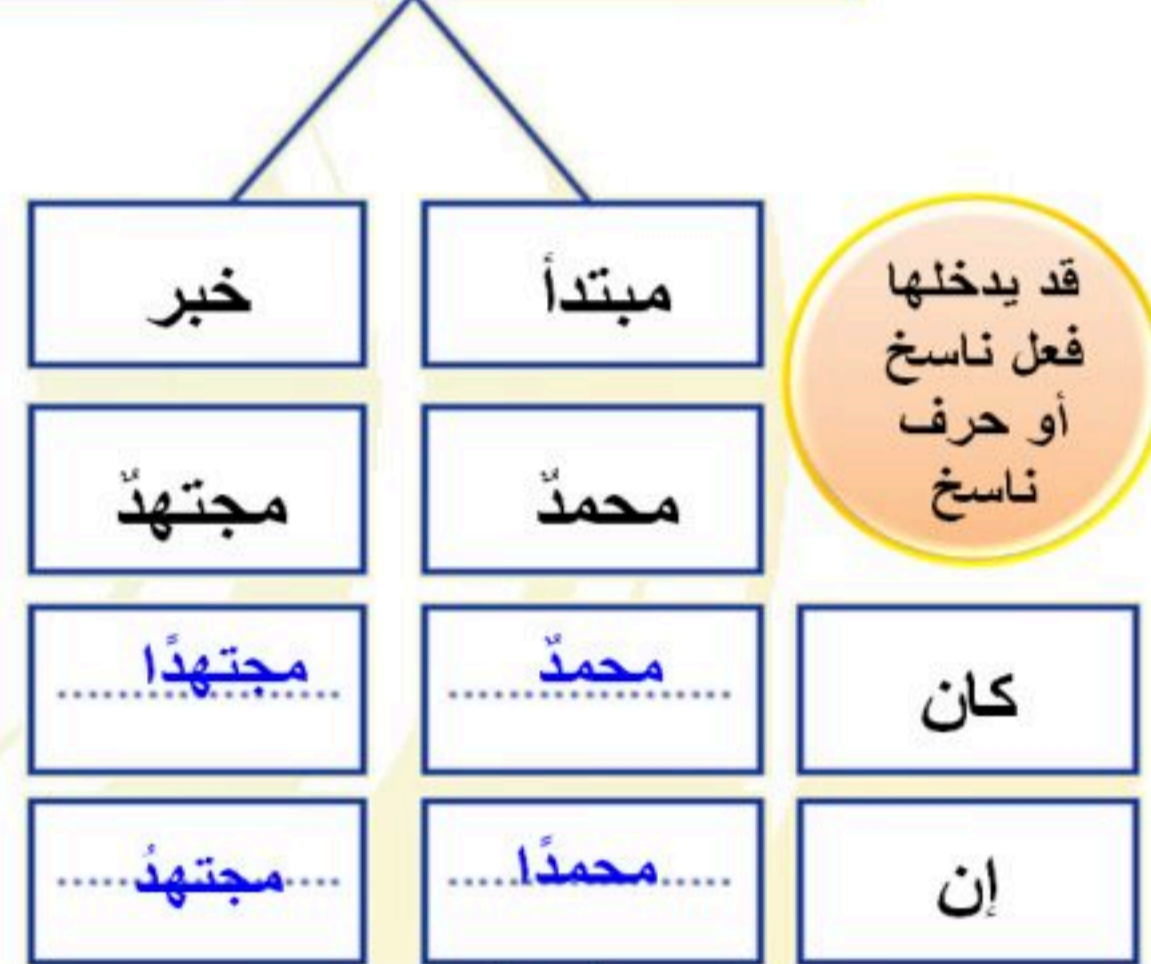 مبتدأ
خبر
قد يدخلها
فعل ناسخ
أو حرف
ناسخ
محمدٌ
مجتهدٌ
كان
محمدٌ
مجتهدًا
إن
محمدًا
مجتهدُ